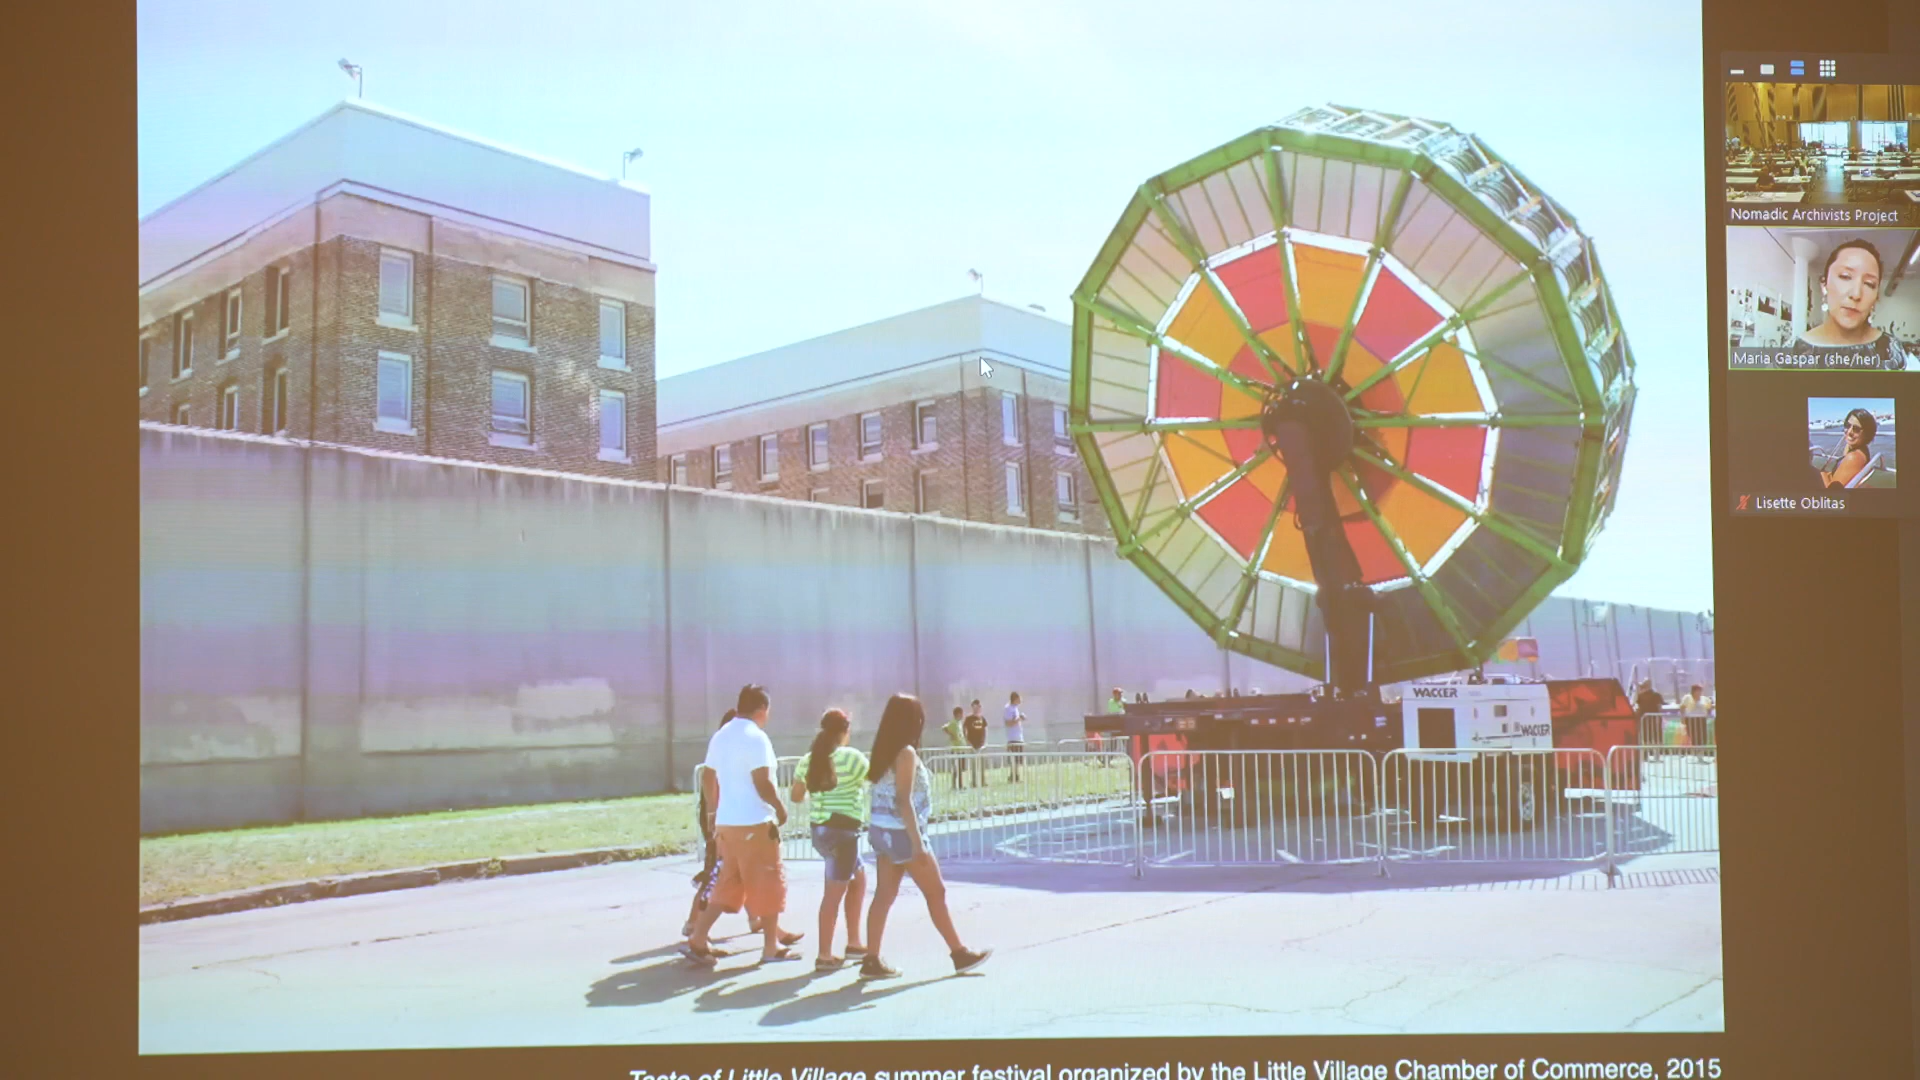 Nomadic Archivists Project
Maria Gaspar (she/her)
Lisette Oblitas
WACKER
WACKER
Taste of Little Village summer festival organized by the Little Village Chamber of Commerce, 2015